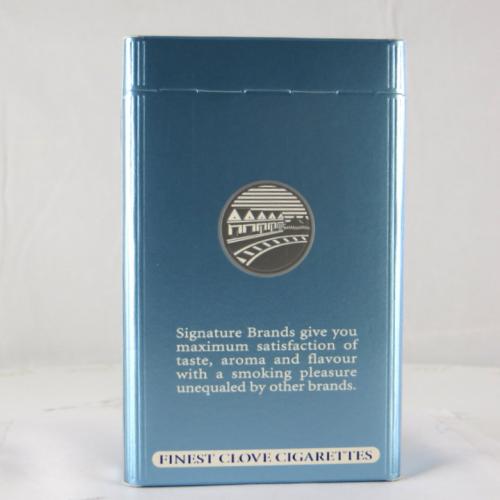 Signature Brands give you
maximum satisfaction of
taste, aroma and flavour
with a smoking pleasure
unequaled by other brands.
FINEST CLOVE CIGARETTES